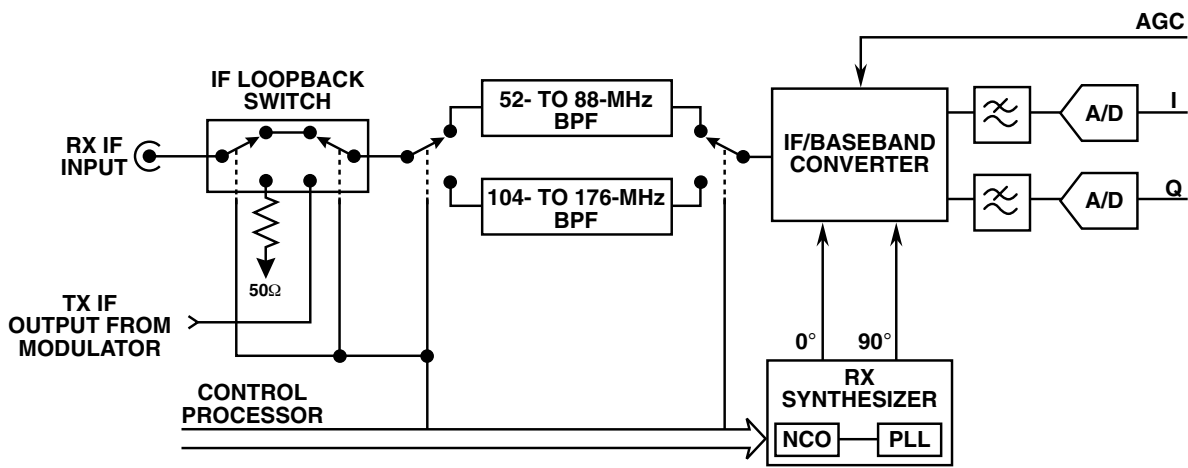 AGC
IF LOOPBACK
SWITCH
52- TO 88-MHz
BPF
RX IF
INPUT
IF/BASEBAND
CONVERTER
A/D
I
104- TO 176-MHz
BPF
A/D
Q
50Ω
TX IF
OUTPUT FROM
MODULATOR
0°
90°
CONTROL
PROCESSOR
RX
SYNTHESIZER
NCO
PLL